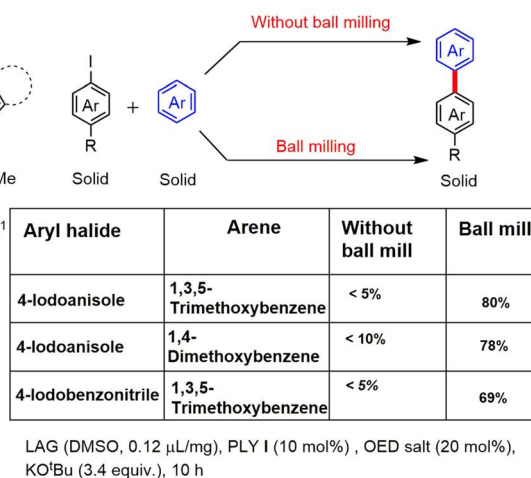 Without ball milling
I
Ar
Ar
+
Ar
Ar
R
Ball milling
R
Me
Solid
Solid
Solid
1
Aryl halide
Arene
Without
ball mill
Ball mill
4-Iodoanisole
1,3,5-
Trimethoxybenzene
< 5%
80%
4-Iodoanisole
1,4-
Dimethoxybenzene
< 10%
78%
4-Iodobenzonitrile
1,3,5-
Trimethoxybenzene
< 5%
69%
LAG (DMSO, 0.12 μL/mg), PLY I (10 mol%) , OED salt (20 mol%),
KOᵗBu (3.4 equiv.), 10 h